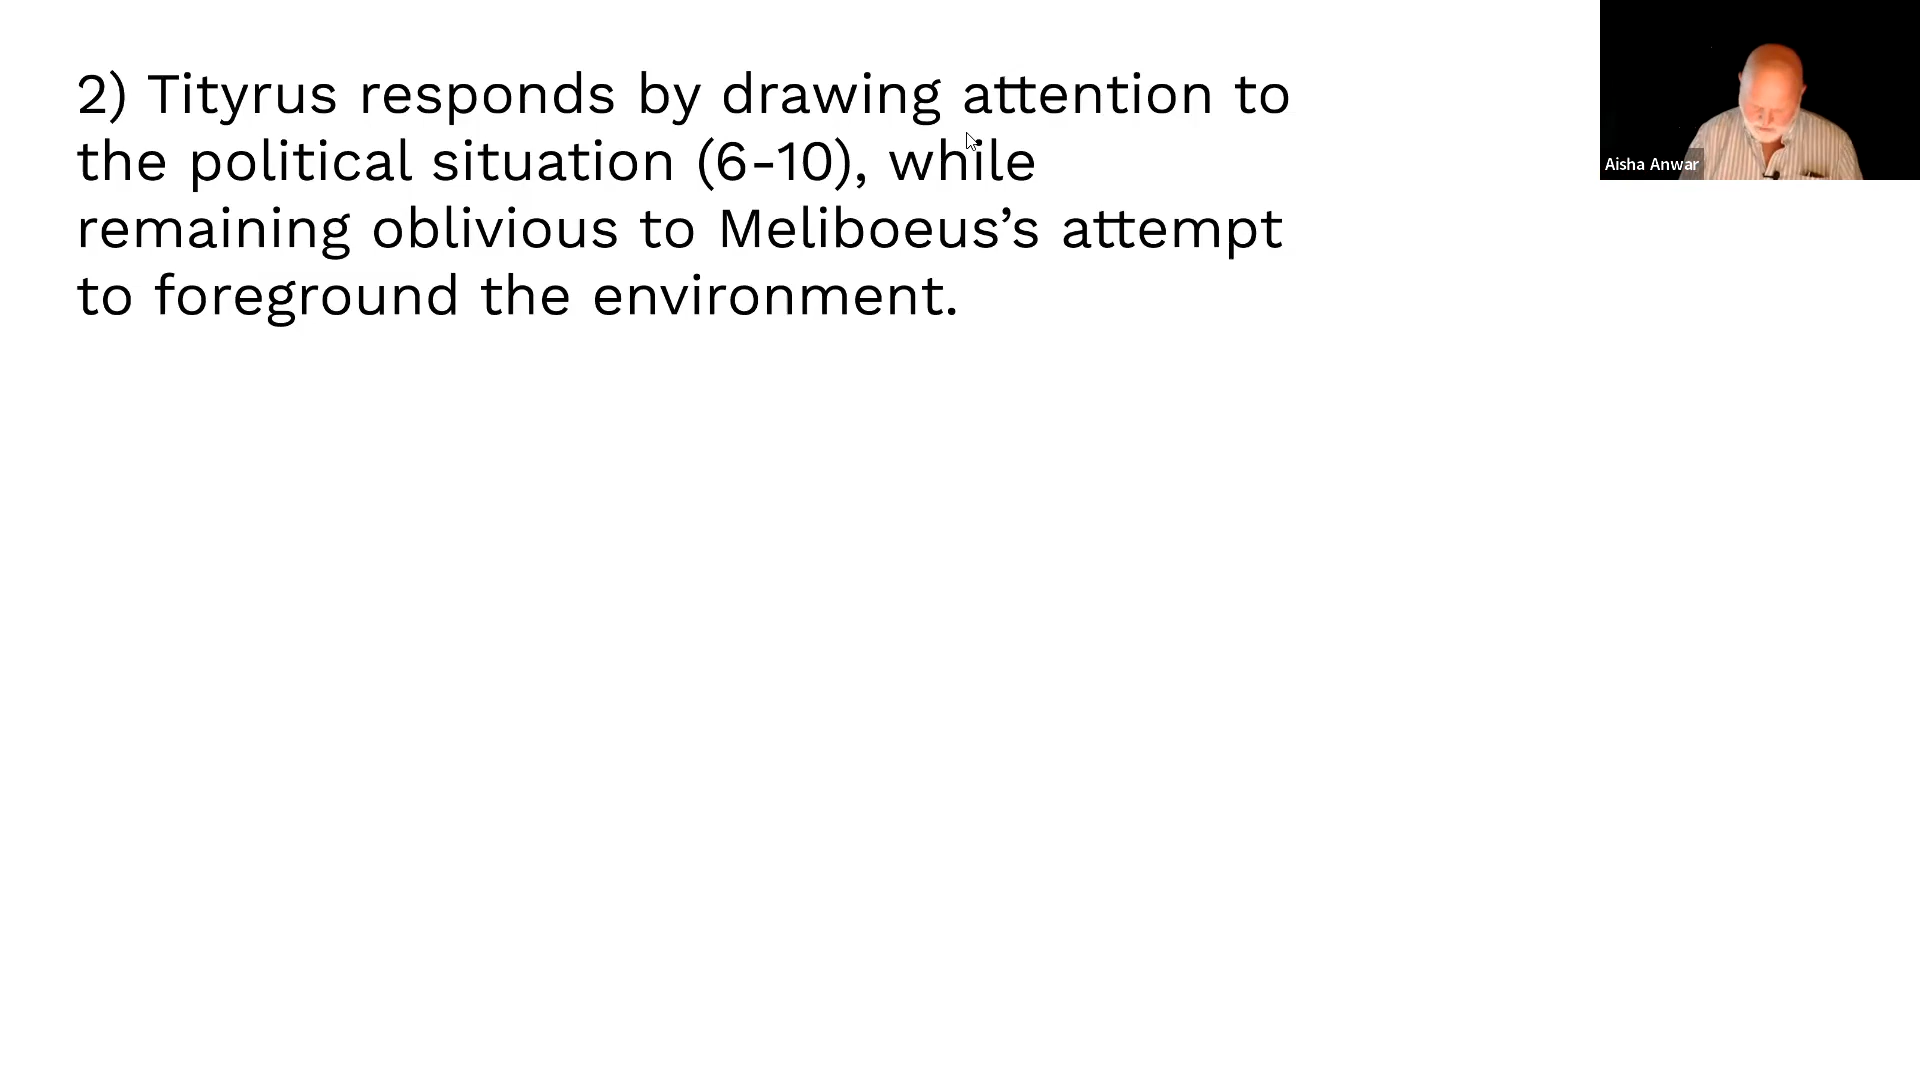 2) Tityrus responds by drawing attention to
the political situation (6-10), while
remaining oblivious to Meliboeus’s attempt
to foreground the environment.
Aisha Anwar